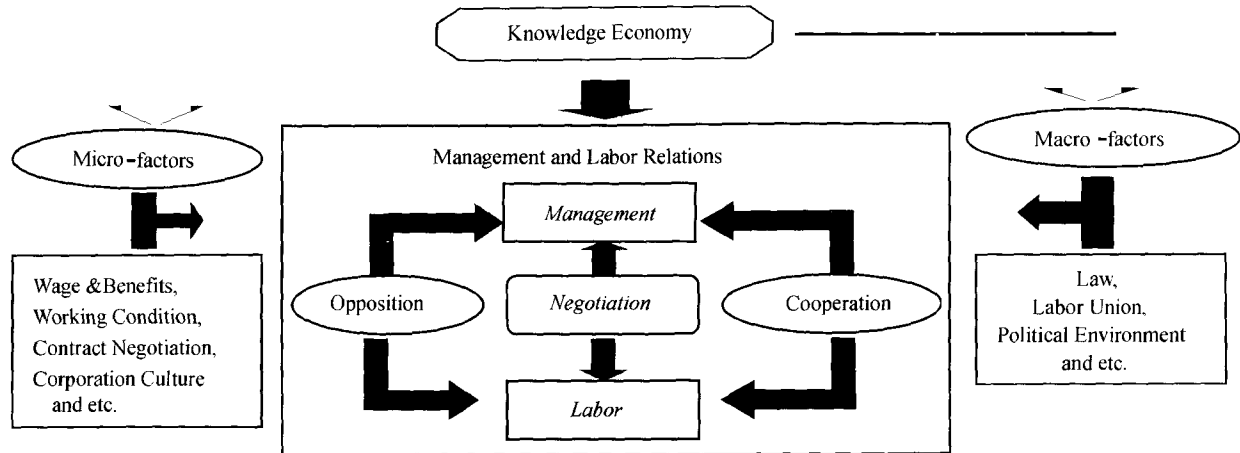 Knowledge Economy
Micro-factors
Macro -factors
Management and Labor Relations
Management
Opposition
Negotiation
Cooperation
Labor
Wage &Benefits,
Working Condition,
Contract Negotiation,
Corporation Culture
and etc.
Law,
Labor Union,
Political Environment
and etc.